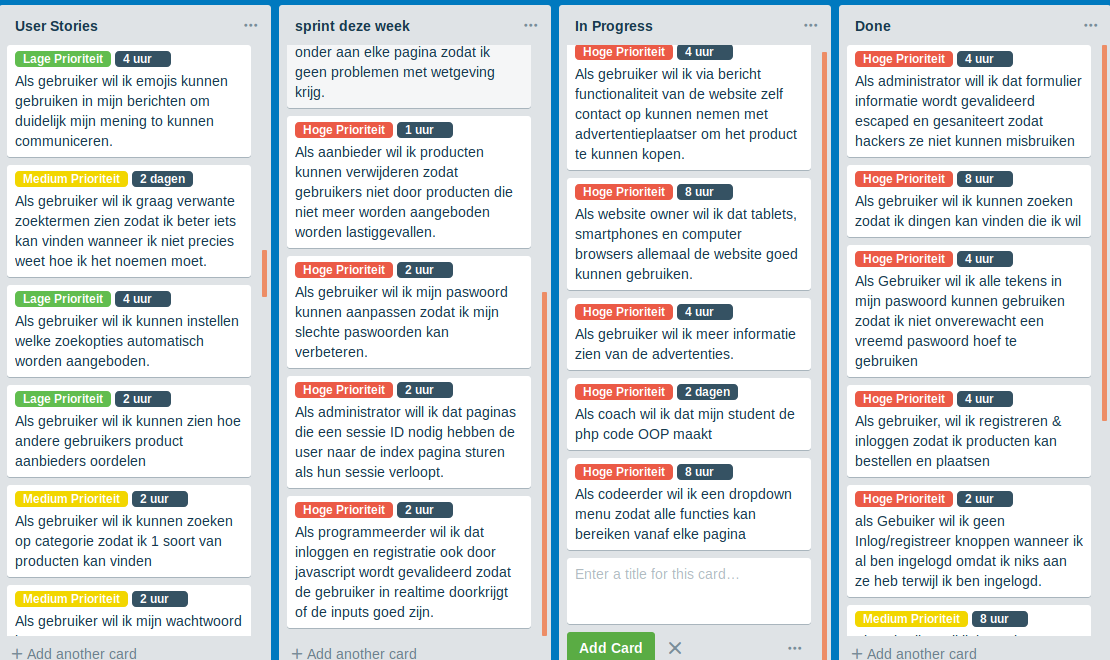 User Stories
Lage Prioriteit 4 uur
Als gebruiker wil ik emojis kunnen
gebruiken in mijn berichten om
duidelijk mijn mening to kunnen
communiceren.
Medium Prioriteit 2 dagen
Als gebruiker wil ik graag verwante
zoektermen zien zodat ik beter iets
kan vinden wanneer ik niet precies
weet hoe ik het noemen moet.
Lage Prioriteit 4 uur
Als gebruiker wil ik kunnen instellen
welke zoekopties automatisch
worden aangeboden.
Lage Prioriteit 2 uur
Als gebruiker wil ik kunnen zien hoe
andere gebruikers product
aanbieders oordelen
Medium Prioriteit 2 uur
Als gebruiker wil ik kunnen zoeken
op categorie zodat ik 1 soort van
producten kan vinden
Medium Prioriteit 2 uur
Als gebruiker wil ik mijn wachtwoord
+ Add another card
sprint deze week
onder aan elke pagina zodat ik
geen problemen met wetgeving
krijg.
Hoge Prioriteit 1 uur
Als aanbieder wil ik producten
kunnen verwijderen zodat
gebruikers niet door producten die
niet meer worden aangeboden
worden lastiggevallen.
Hoge Prioriteit 2 uur
Als gebruiker wil ik mijn paswoord
kunnen aanpassen zodat ik mijn
slechte paswoorden kan
verbeteren.
Hoge Prioriteit 2 uur
Als administrator will ik dat paginas
die een sessie ID nodig hebben de
user naar de index pagina sturen
als hun sessie verloopt.
Hoge Prioriteit 2 uur
Als programmeerder wil ik dat
inloggen en registratie ook door
javascript wordt gevalideerd zodat
de gebruiker in realtime doorkrijgt
of de inputs goed zijn.
+ Add another card
In Progress
Hoge Prioriteit 4 uur
Als gebruiker wil ik via bericht
functionaliteit van de website zelf
contact op kunnen nemen met
advertentieplaatser om het product
te kunnen kopen.
Hoge Prioriteit 8 uur
Als website owner wil ik dat tablets,
smartphones en computer
browsers allemaal de website goed
kunnen gebruiken.
Hoge Prioriteit 4 uur
Als gebruiker wil ik meer informatie
zien van de advertenties.
Hoge Prioriteit 2 dagen
Als coach wil ik dat mijn student de
php code OOP maakt
Hoge Prioriteit 8 uur
Als codeerder wil ik een dropdown
menu zodat alle functies kan
bereiken vanaf elke pagina
Enter a title for this card…
Add Card
Done
Hoge Prioriteit 4 uur
Als administrator will ik dat formulier
informatie wordt gevalideerd
escaped en gesaniteert zodat
hackers ze niet kunnen misbruiken
Hoge Prioriteit 8 uur
Als gebruiker wil ik kunnen zoeken
zodat ik dingen kan vinden die ik wil
Hoge Prioriteit 4 uur
Als Gebruiker wil ik alle tekens in
mijn paswoord kunnen gebruiken
zodat ik niet onverewacht een
vreemd paswoord hoef te
gebruiken
Hoge Prioriteit 4 uur
Als gebruiker, wil ik registreren &
inloggen zodat ik producten kan
bestellen en plaatsen
Hoge Prioriteit 2 uur
als Gebuiker wil ik geen
Inlog/registreer knoppen wanneer ik
al ben ingelogd omdat ik niks aan
ze heb terwijl ik ben ingelogd.
Medium Prioriteit 8 uur
+ Add another card